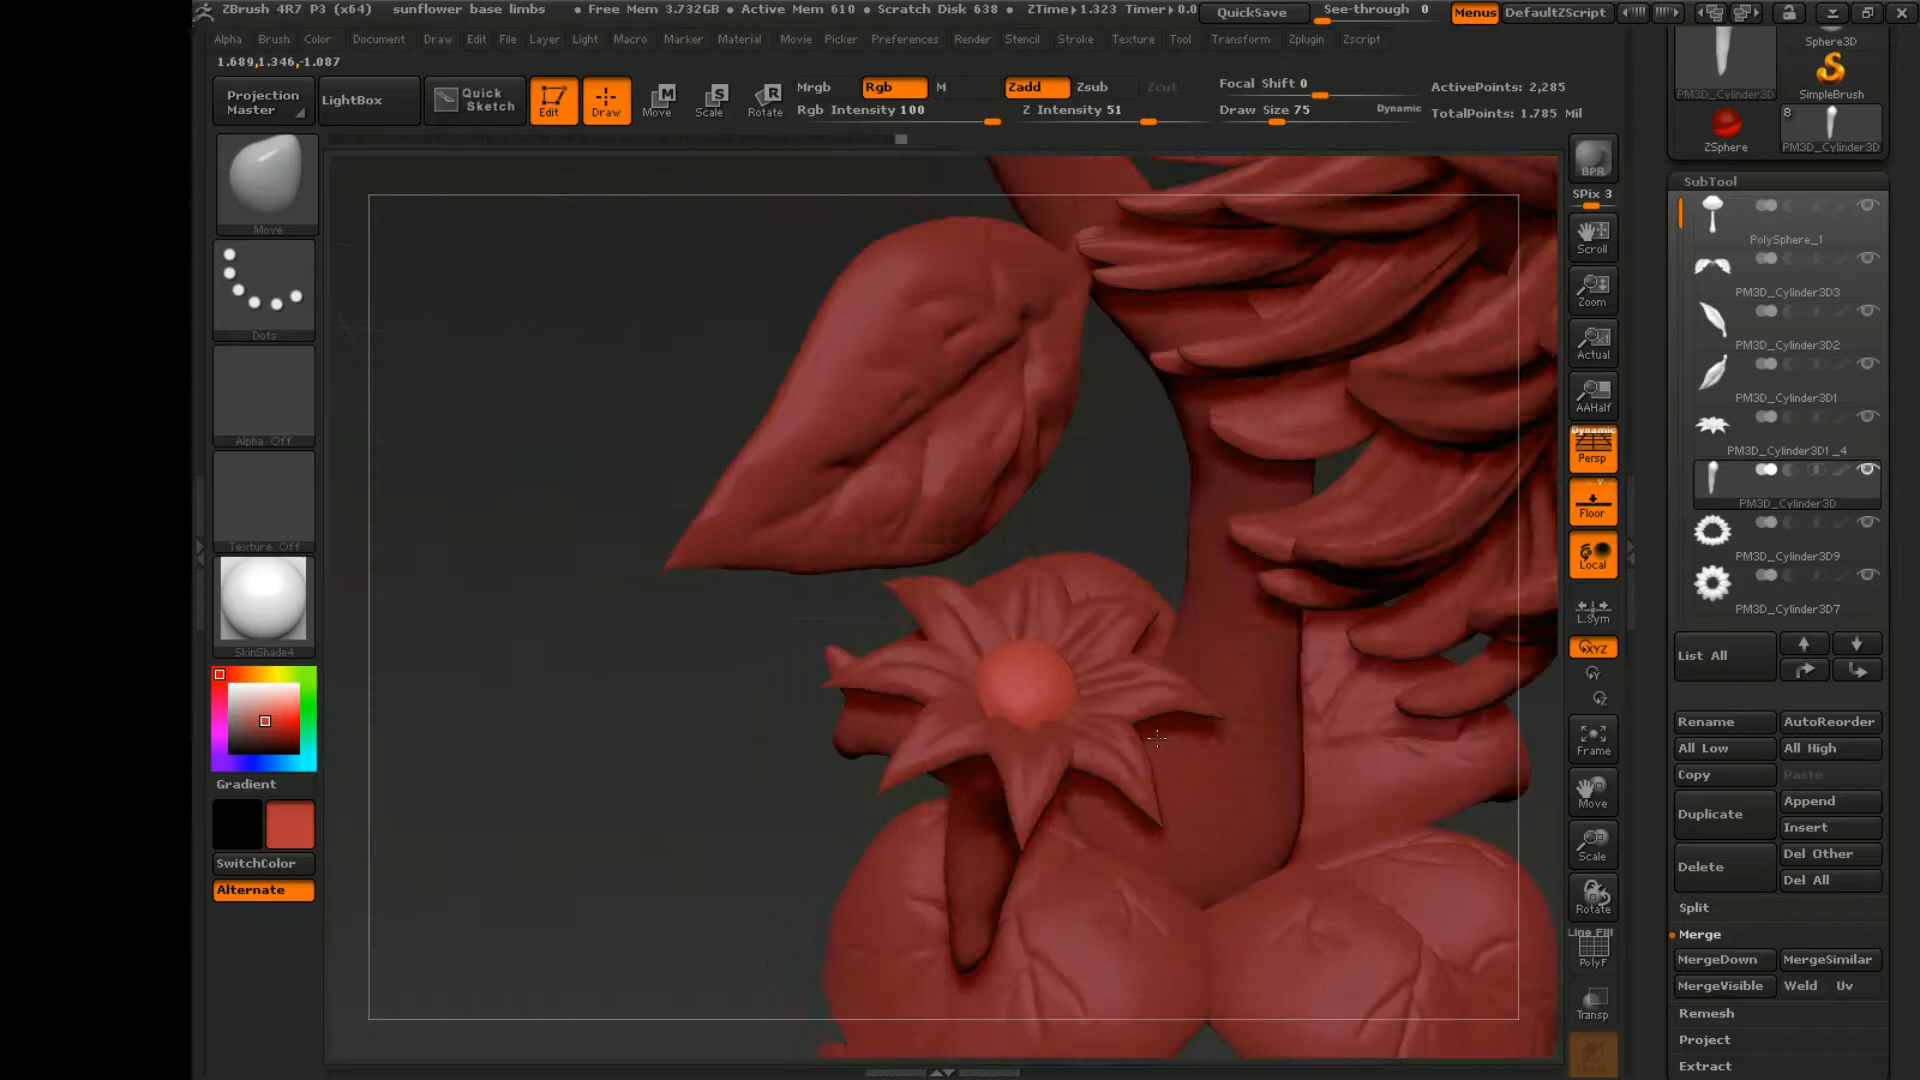 ZBrush 4R7 P3 (x64) sunflower base limbs • Free Mem 3.732GB • Active Mem 610 • Scratch Disk 638 • ZTime▸1.323 Timer▸0.0 QuickSave See-through 0 Menus DefaultZScript
Alpha Brush Color Document Draw Edit File Layer Light Macro Marker Material Movie Picker Preferences Render Stencil Stroke Texture Tool Transform Zplugin Zscript
1.689,1.346,-1.087
Projection Master
LightBox
Quick Sketch
Edit
Draw
Move
Scale
Rotate
Mrgb Rgb M
Rgb Intensity 100
Zadd Zsub Zcut
Z Intensity 51
Focal Shift 0
Draw Size 75 Dynamic
ActivePoints: 2,285
TotalPoints: 1.785 Mil
Move
Dots
Alpha Off
Texture Off
SkinShade4
Gradient
SwitchColor
Alternate
BPR
SPix 3
Scroll
Zoom
Actual
AAHalf
Dynamic
Persp
Floor
Local
L.Sym
XYZ
Frame
Move
Scale
Rotate
Line Fill
PolyF
Transp
PM3D_Cylinder3D
Sphere3D
SimpleBrush
ZSphere
8
PM3D_Cylinder3D
SubTool
PolySphere_1
PM3D_Cylinder3D3
PM3D_Cylinder3D2
PM3D_Cylinder3D1
PM3D_Cylinder3D1_4
PM3D_Cylinder3D
PM3D_Cylinder3D9
PM3D_Cylinder3D7
List All
Rename AutoReorder
All Low All High
Copy Paste
Duplicate Append
Insert
Delete Del Other
Del All
Split
Merge
MergeDown MergeSimilar
MergeVisible Weld Uv
Remesh
Project
Extract